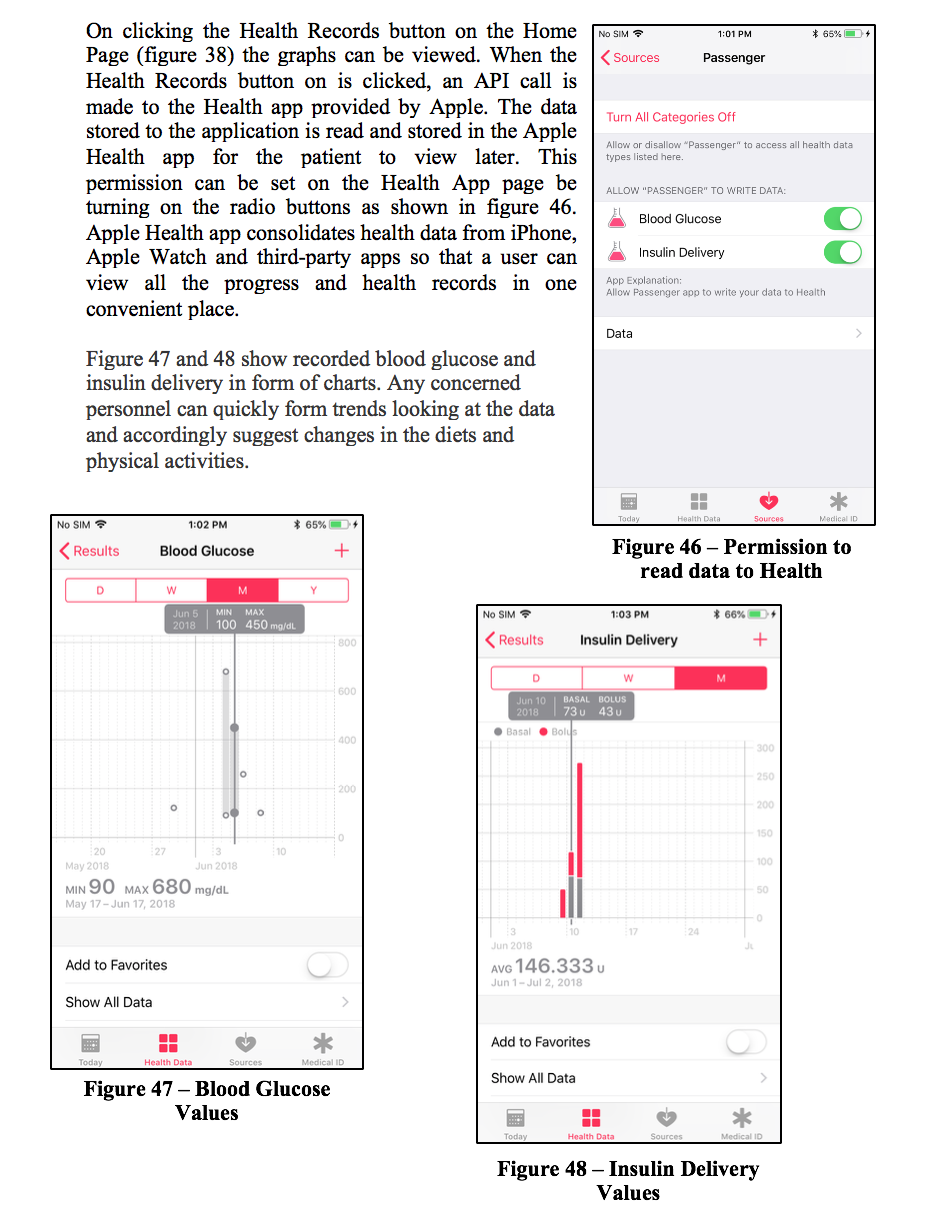 On clicking the Health Records button on the Home
Page (figure 38) the graphs can be viewed. When the
Health Records button on is clicked, an API call is
made to the Health app provided by Apple. The data
stored to the application is read and stored in the Apple
Health app for the patient to view later. This
permission can be set on the Health App page be
turning on the radio buttons as shown in figure 46.
Apple Health app consolidates health data from iPhone,
Apple Watch and third-party apps so that a user can
view all the progress and health records in one
convenient place.
Figure 47 and 48 show recorded blood glucose and
insulin delivery in form of charts. Any concerned
personnel can quickly form trends looking at the data
and accordingly suggest changes in the diets and
physical activities.
No SIM 1:01 PM 65%
Sources Passenger
Turn All Categories Off
Allow or disallow "Passenger" to access all health data
types listed here.
ALLOW "PASSENGER" TO WRITE DATA:
Blood Glucose
Insulin Delivery
App Explanation:
Allow Passenger app to write your data to Health
Data
Today Health Data Sources Medical ID
Figure 46 – Permission to
read data to Health
No SIM 1:02 PM 65%
Results Blood Glucose +
D W M Y
Jun 5 MIN MAX
2018 100 450 mg/dL
800
600
400
200
0
20 27 3 10
May 2018 Jun 2018
MIN 90 MAX 680 mg/dL
May 17 – Jun 17, 2018
Add to Favorites
Show All Data
Today Health Data Sources Medical ID
Figure 47 – Blood Glucose
Values
No SIM 1:03 PM 66%
Results Insulin Delivery +
D W M
Jun 10 BASAL BOLUS
2018 73 U 43 U
Basal Bolus
300
250
200
150
100
50
0
3 10 17 24
Jun 2018 JL
AVG 146.333 U
Jun 1 – Jul 2, 2018
Add to Favorites
Show All Data
Today Health Data Sources Medical ID
Figure 48 – Insulin Delivery
Values